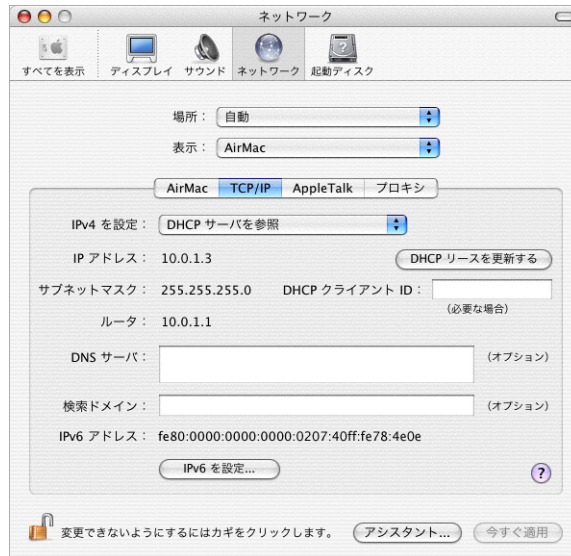 ネットワーク
すべてを表示 ディスプレイ サウンド ネットワーク 起動ディスク
場所： 自動
表示： AirMac
AirMac TCP/IP AppleTalk プロキシ
IPv4 を設定： DHCP サーバを参照
IP アドレス： 10.0.1.3 DHCP リースを更新する
サブネットマスク： 255.255.255.0 DHCP クライアント ID：
(必要な場合)
ルータ： 10.0.1.1
DNS サーバ： (オプション)
検索ドメイン： (オプション)
IPv6 アドレス： fe80:0000:0000:0000:0207:40ff:fe78:4e0e
IPv6 を設定... ?
変更できないようにするにはカギをクリックします。 アシスタント... 今すぐ適用